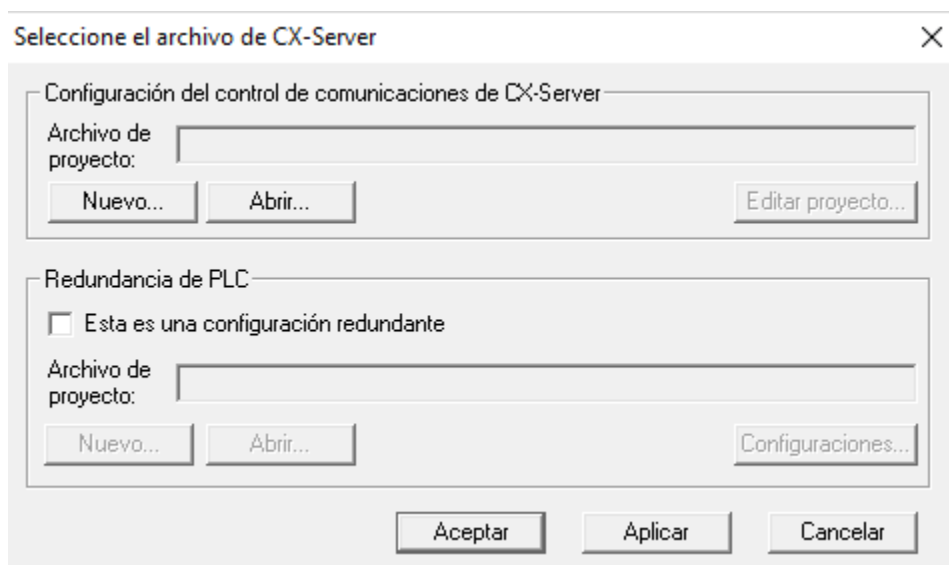 Seleccione el archivo de CX-Server
Configuración del control de comunicaciones de CX-Server
Archivo de
proyecto:
Nuevo... Abrir... Editar proyecto...
Redundancia de PLC
Esta es una configuración redundante
Archivo de
proyecto:
Nuevo... Abrir... Configuraciones...
Aceptar Aplicar Cancelar